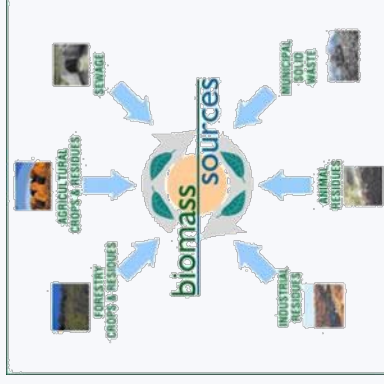 biomass
sources
SEWAGE
AGRICULTURAL
CROPS & RESIDUES
FORESTRY
CROPS & RESIDUES
MUNICIPAL
SOLID
WASTE
ANIMAL
RESIDUES
INDUSTRIAL
RESIDUES